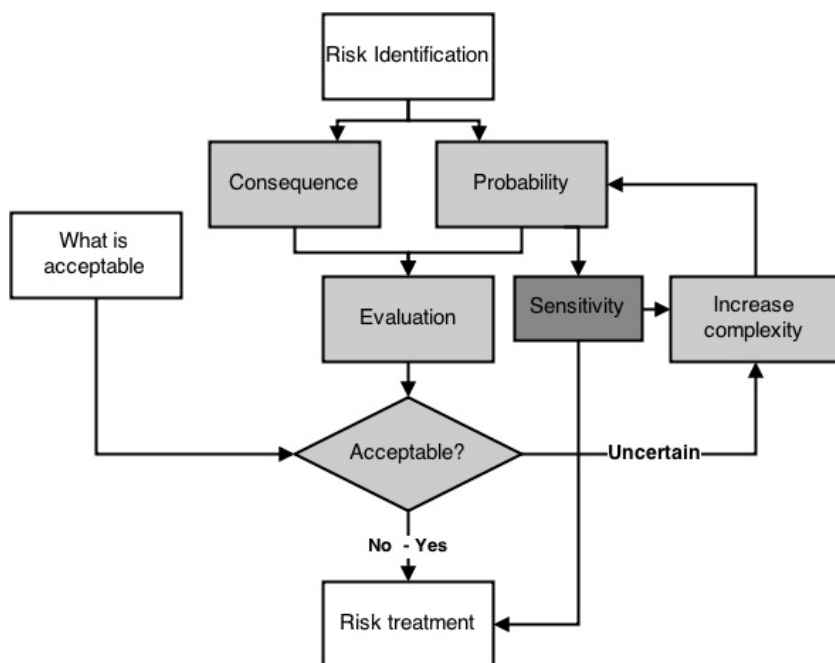 Risk Identification
Consequence
Probability
What is
acceptable
Evaluation
Sensitivity
Increase
complexity
Acceptable?
Uncertain
No - Yes
Risk treatment